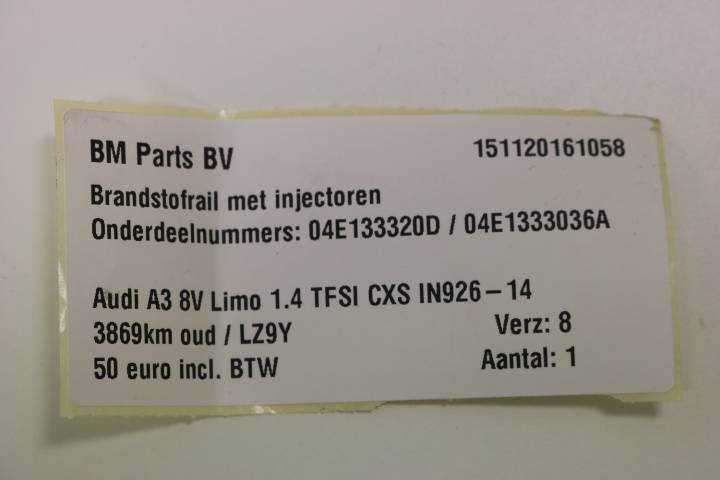 BM Parts BV 151120161058
Brandstofrail met injectoren
Onderdeelnummers: 04E133320D / 04E1333036A
Audi A3 8V Limo 1.4 TFSI CXS IN926-14
3869km oud / LZ9Y Verz: 8
50 euro incl. BTW Aantal: 1